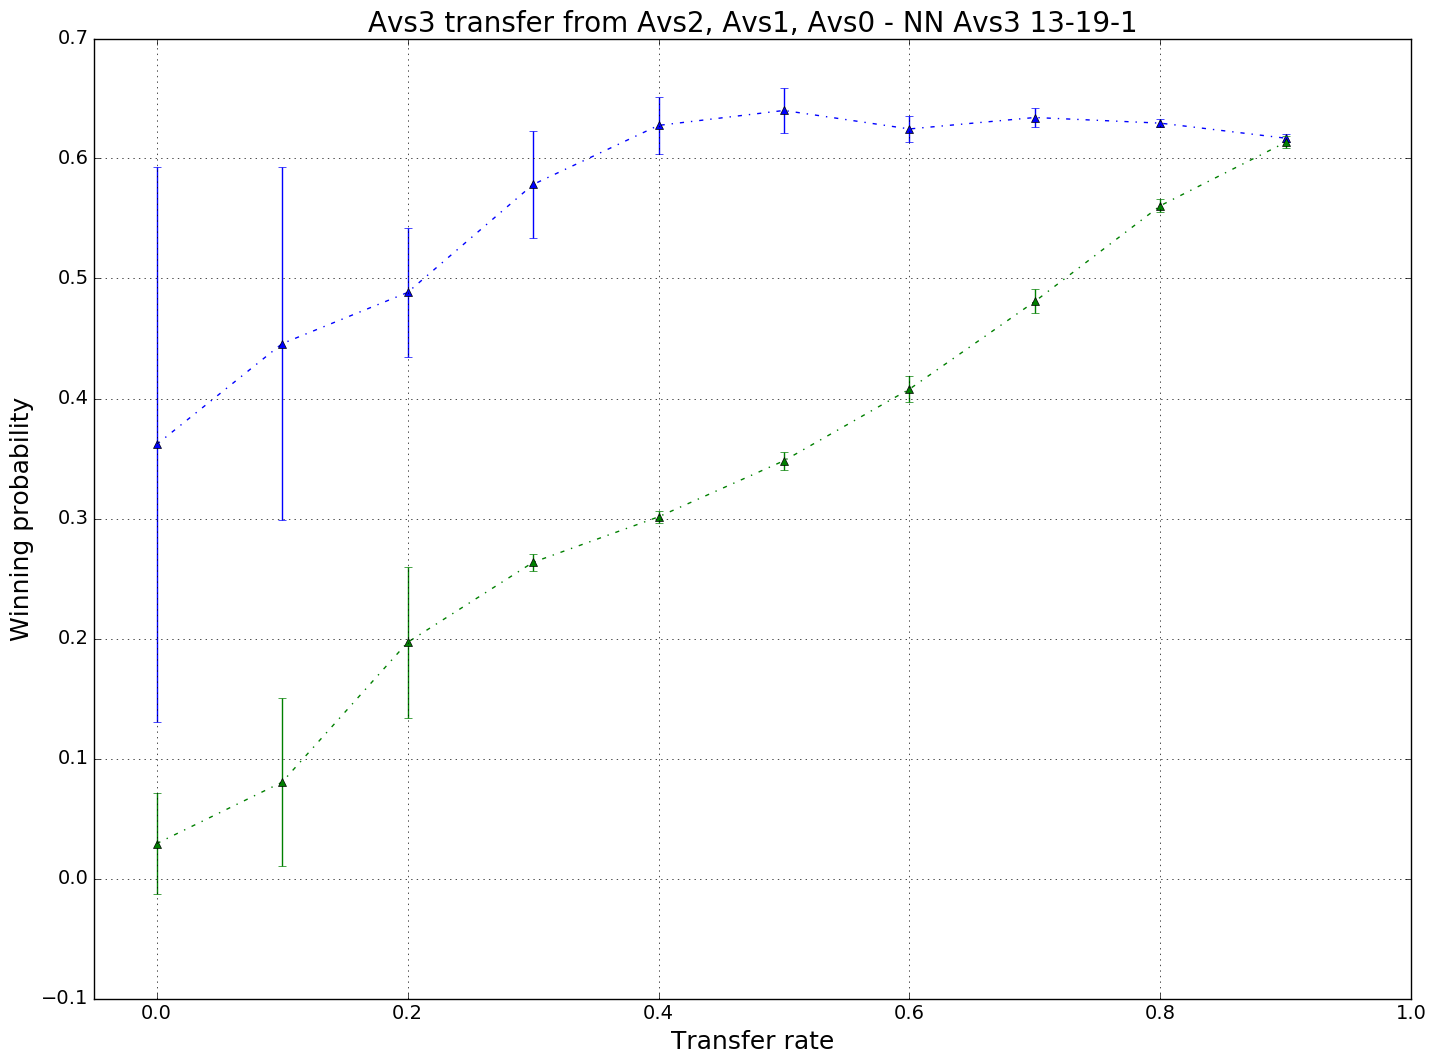 Avs3 transfer from Avs2, Avs1, Avs0 - NN Avs3 13-19-1
0.7
0.6
0.5
0.4
0.3
0.2
0.1
0.0
−0.1
Winning probability
0.0 0.2 0.4 0.6 0.8 1.0
Transfer rate